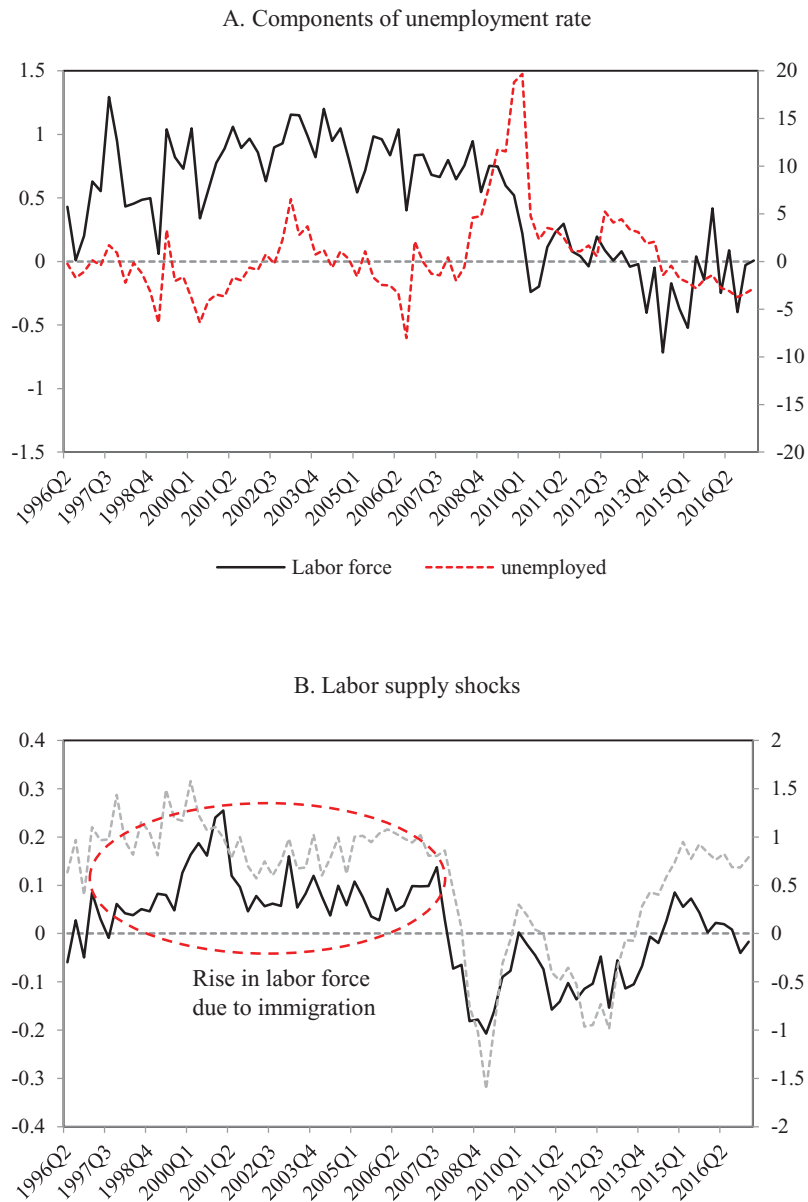 A. Components of unemployment rate
1.5
1
0.5
0
-0.5
-1
-1.5
20
15
10
5
0
-5
-10
-15
-20
1996Q2
1997Q3
1998Q4
2000Q1
2001Q2
2002Q3
2003Q4
2005Q1
2006Q2
2007Q3
2008Q4
2010Q1
2011Q2
2012Q3
2013Q4
2015Q1
2016Q2
Labor force
unemployed
B. Labor supply shocks
0.4
0.3
0.2
0.1
0
-0.1
-0.2
-0.3
-0.4
2
1.5
1
0.5
0
-0.5
-1
-1.5
-2
Rise in labor force
due to immigration
1996Q2
1997Q3
1998Q4
2000Q1
2001Q2
2002Q3
2003Q4
2005Q1
2006Q2
2007Q3
2008Q4
2010Q1
2011Q2
2012Q3
2013Q4
2015Q1
2016Q2